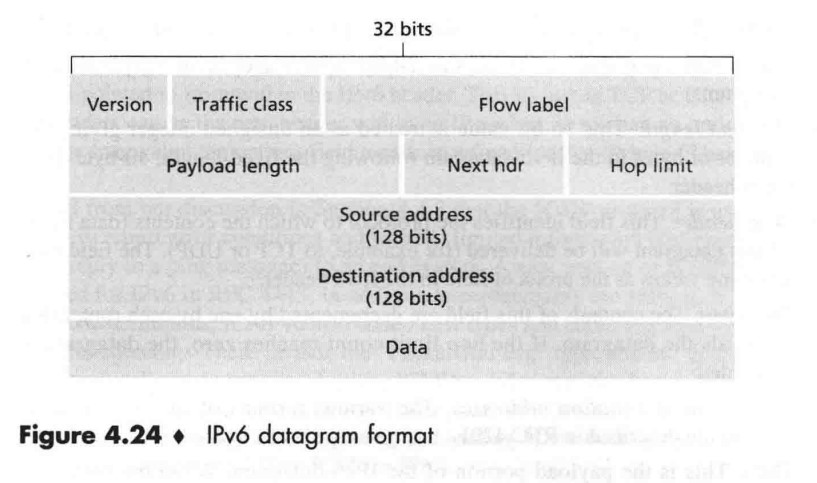 32 bits
Version Traffic class Flow label
Payload length Next hdr Hop limit
Source address
(128 bits)
Destination address
(128 bits)
Data
Figure 4.24 ♦ IPv6 datagram format